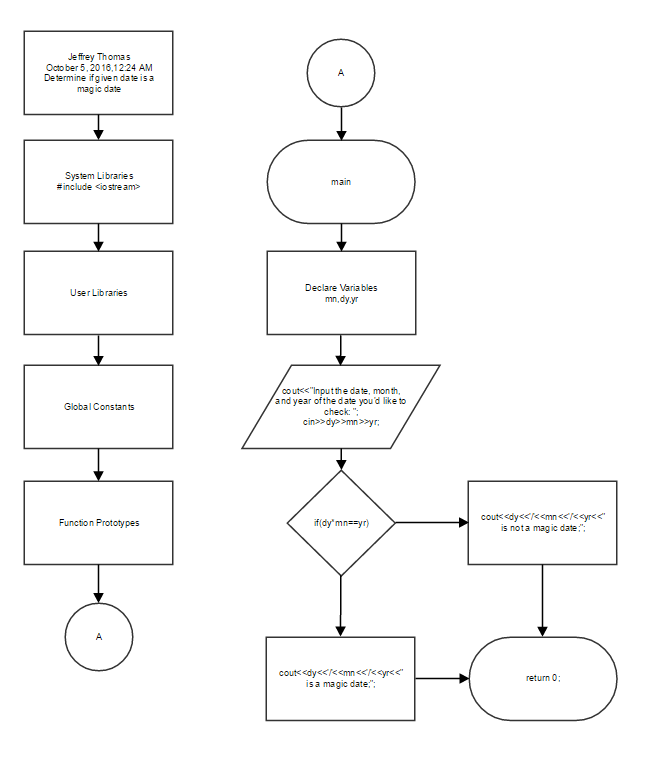 Jeffrey Thomas
October 5, 2016,12:24 AM
Determine if given date is a
magic date
System Libraries
#include <iostream>
User Libraries
Global Constants
Function Prototypes
A
A
main
Declare Variables
mn,dy,yr
cout<<"Input the date, month,
and year of the date you'd like to
check: ";
cin>>dy>>mn>>yr;
if(dy*mn==yr)
cout<<dy<<'/<<mn<<'/<<yr<<"
is not a magic date;";
cout<<dy<<'/<<mn<<'/<<yr<<"
is a magic date;";
return 0;